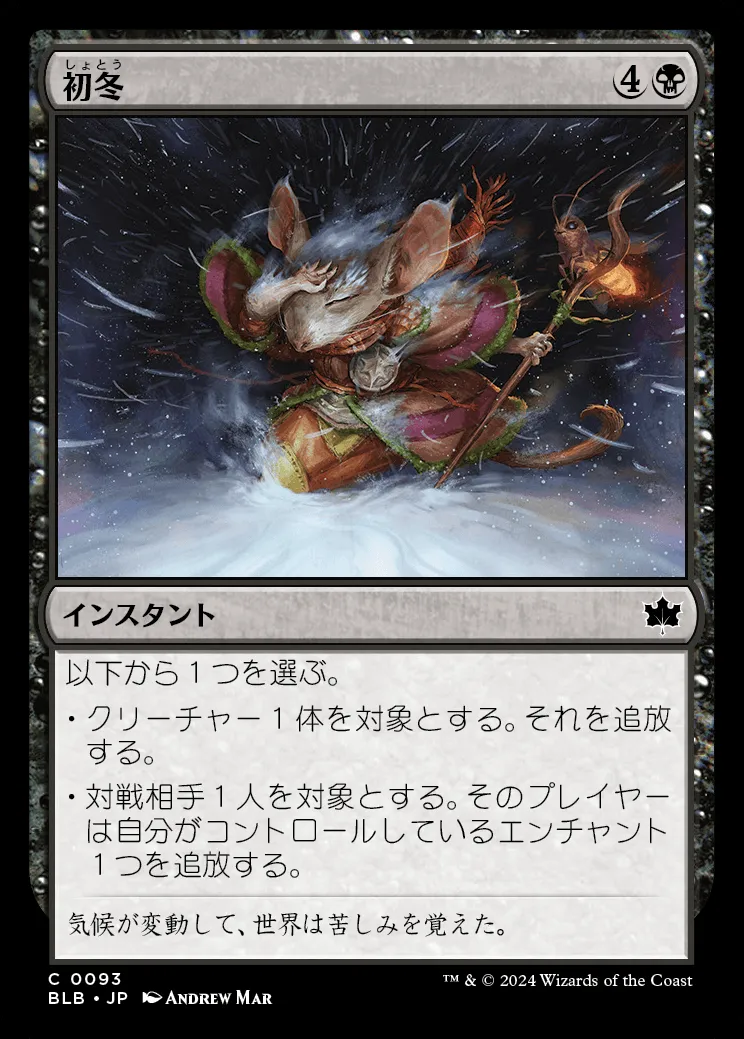 しょとう
初冬 4
インスタント
以下から１つを選ぶ。
・クリーチャー１体を対象とする。それを追放
する。
・対戦相手１人を対象とする。そのプレイヤー
は自分がコントロールしているエンチャント
１つを追放する。
気候が変動して、世界は苦しみを覚えた。
C 0093
BLB • JP Andrew Mar
™ & © 2024 Wizards of the Coast